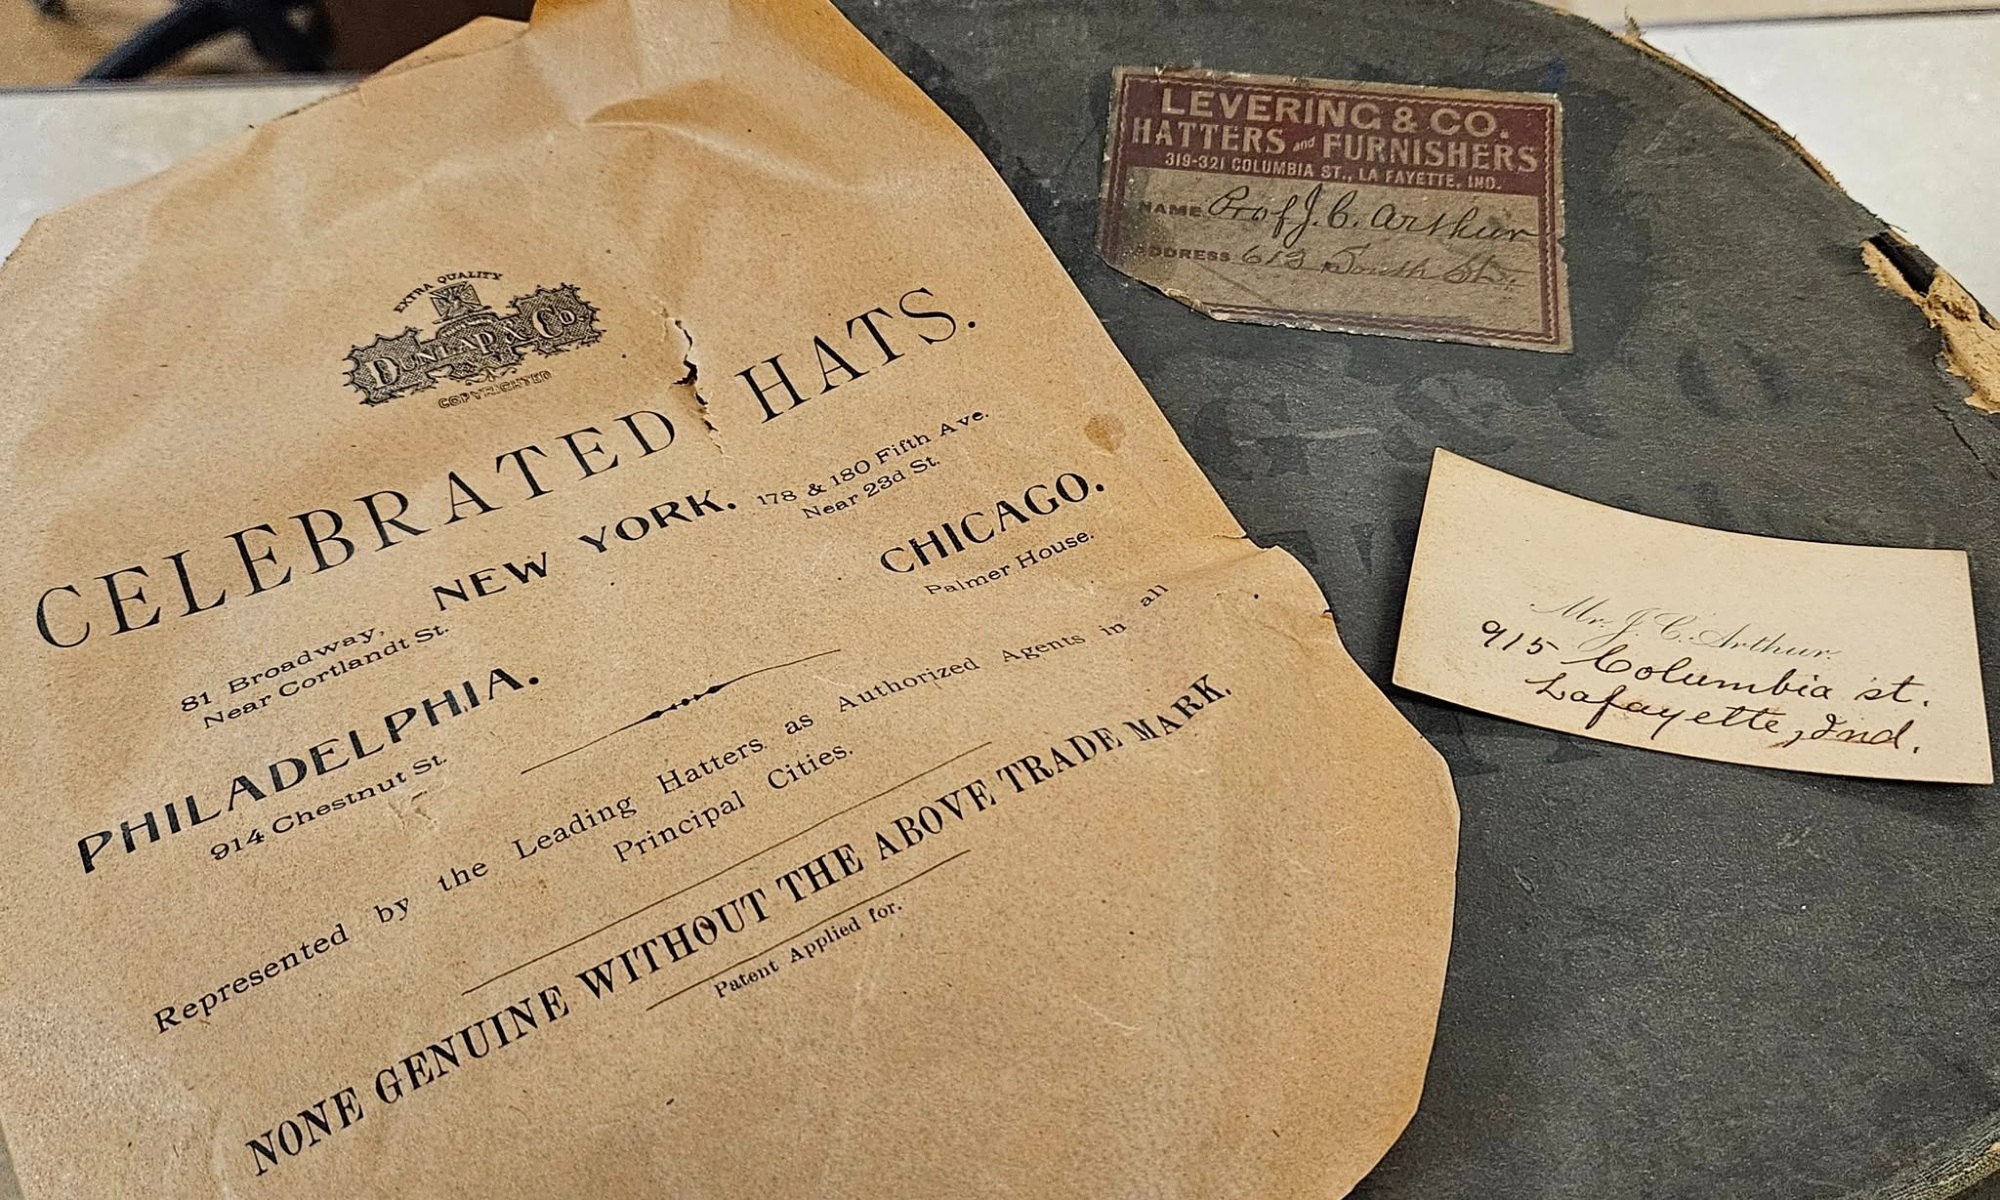 EXTRA QUALITY
DUNLAP & Co.
COPYRIGHTED
CELEBRATED HATS.
NEW YORK.
178 & 180 Fifth Ave.
Near 23d St.
81 Broadway,
Near Cortlandt St.
CHICAGO.
Palmer House.
PHILADELPHIA.
914 Chestnut St.
Represented by the Leading Hatters as Authorized Agents in all
Principal Cities.
NONE GENUINE WITHOUT THE ABOVE TRADE MARK.
Patent Applied for.
LEVERING & CO.
HATTERS and FURNISHERS
319-321 COLUMBIA ST., LA FAYETTE, IND.
NAME Prof J. C. Arthur
ADDRESS 613 South St.
Mr. J. C. Arthur.
915 Columbia st.
Lafayette, Ind.